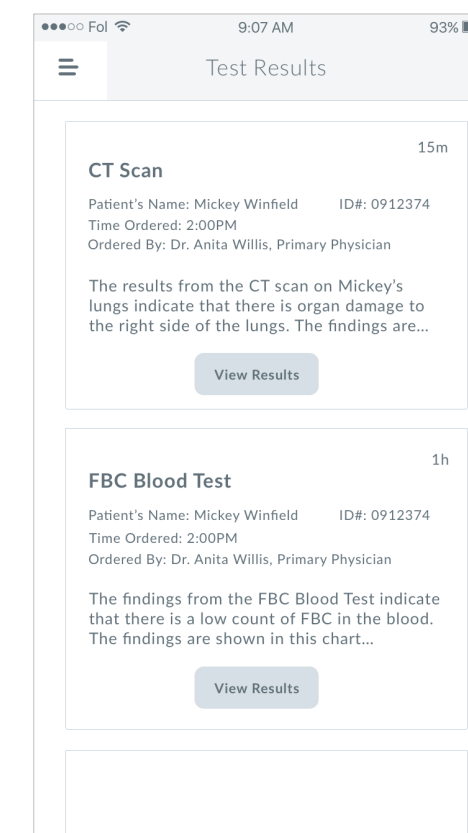 Fol 9:07 AM 93%
Test Results
15m
CT Scan
Patient's Name: Mickey Winfield ID#: 0912374
Time Ordered: 2:00PM
Ordered By: Dr. Anita Willis, Primary Physician
The results from the CT scan on Mickey's
lungs indicate that there is organ damage to
the right side of the lungs. The findings are...
View Results
1h
FBC Blood Test
Patient's Name: Mickey Winfield ID#: 0912374
Time Ordered: 2:00PM
Ordered By: Dr. Anita Willis, Primary Physician
The findings from the FBC Blood Test indicate
that there is a low count of FBC in the blood.
The findings are shown in this chart...
View Results